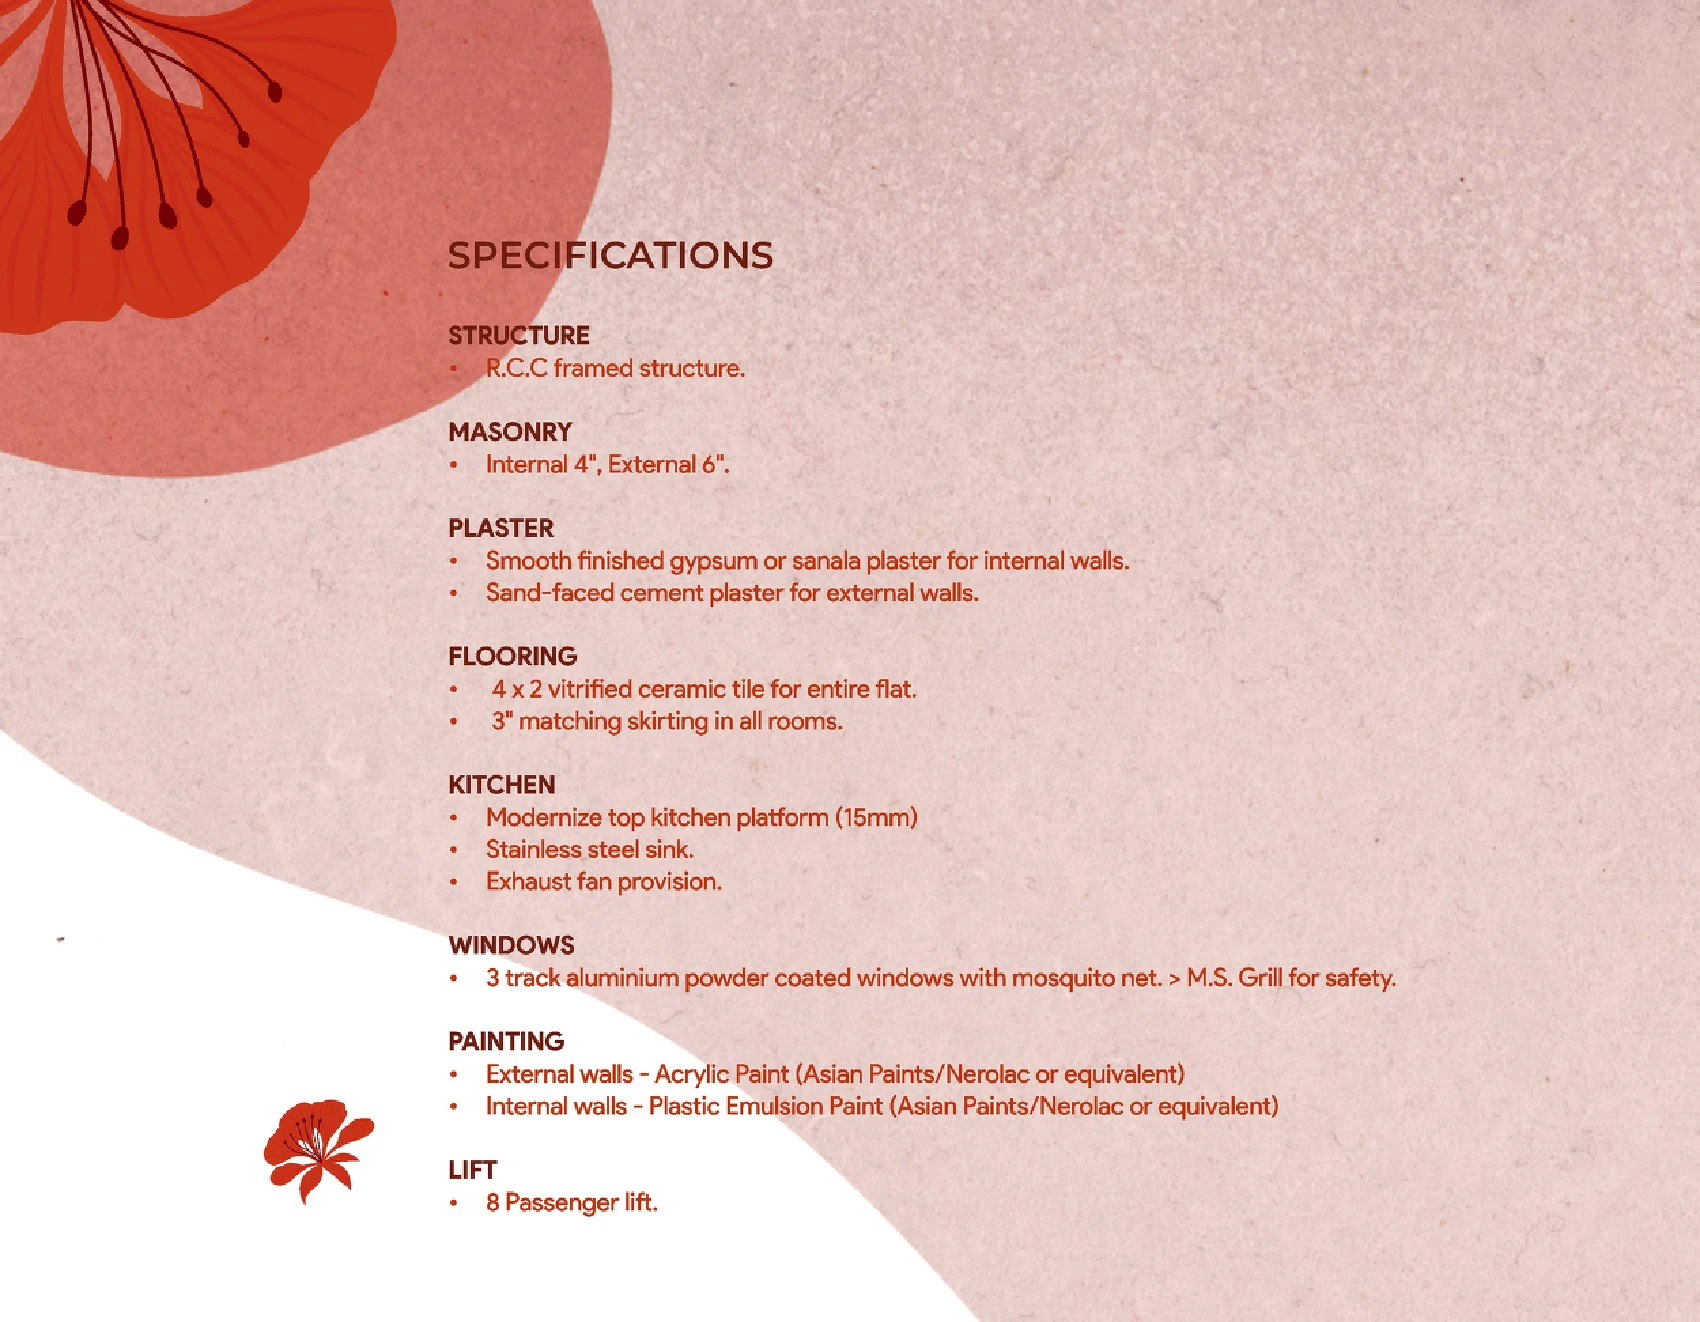 SPECIFICATIONS
STRUCTURE
• R.C.C framed structure.
MASONRY
• Internal 4", External 6".
PLASTER
• Smooth finished gypsum or sanala plaster for internal walls.
• Sand-faced cement plaster for external walls.
FLOORING
• 4 x 2 vitrified ceramic tile for entire flat.
• 3" matching skirting in all rooms.
KITCHEN
• Modernize top kitchen platform (15mm)
• Stainless steel sink.
• Exhaust fan provision.
WINDOWS
• 3 track aluminium powder coated windows with mosquito net. > M.S. Grill for safety.
PAINTING
• External walls - Acrylic Paint (Asian Paints/Nerolac or equivalent)
• Internal walls - Plastic Emulsion Paint (Asian Paints/Nerolac or equivalent)
LIFT
• 8 Passenger lift.